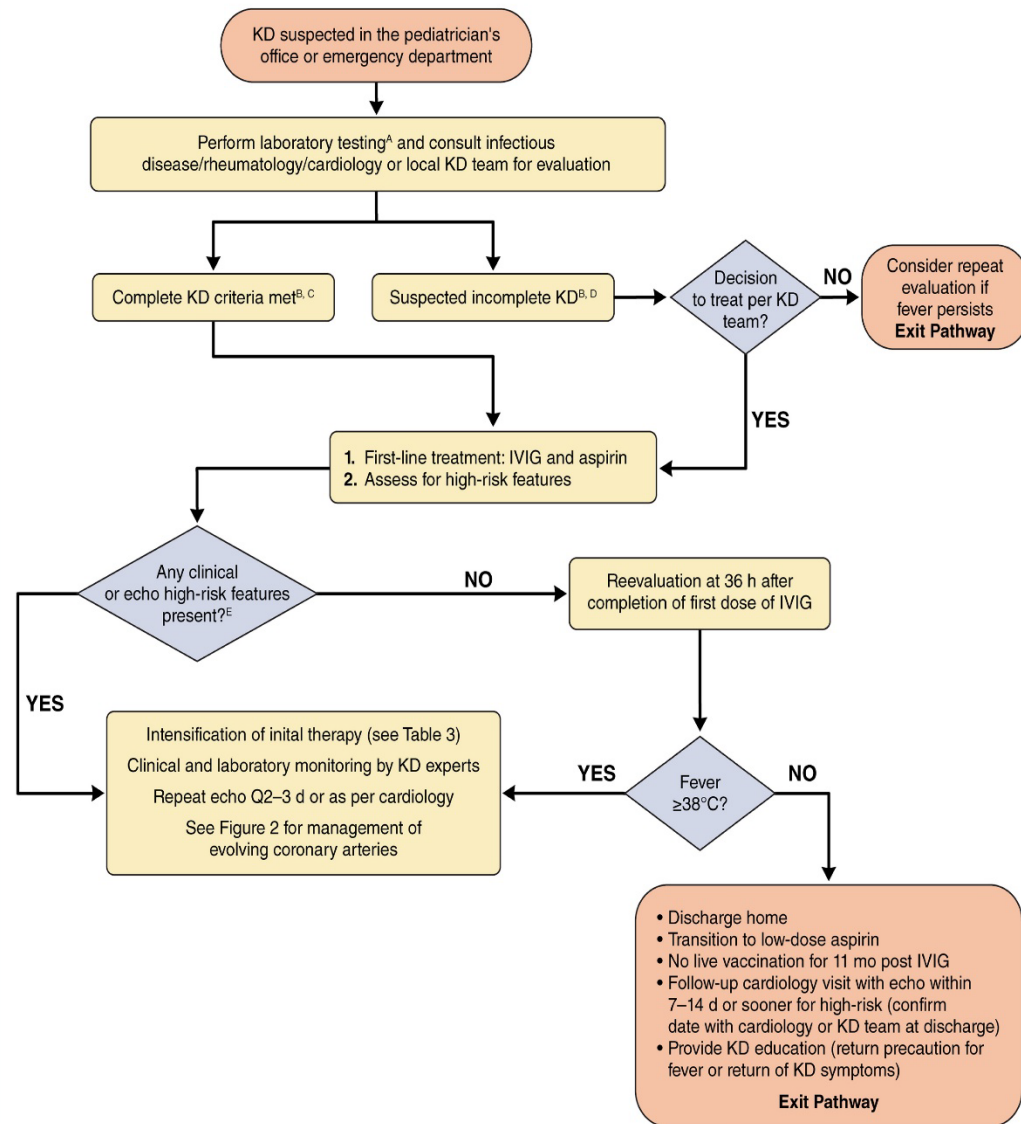 KD suspected in the pediatrician's
office or emergency department
Perform laboratory testingᴬ and consult infectious
disease/rheumatology/cardiology or local KD team for evaluation
Complete KD criteria metᴮ, ꟲ
Suspected incomplete KDᴮ, ᴰ
Decision
to treat per KD
team?
NO
Consider repeat
evaluation if
fever persists
Exit Pathway
YES
1. First-line treatment: IVIG and aspirin
2. Assess for high-risk features
Any clinical
or echo high-risk features
present?ᴱ
NO
Reevaluation at 36 h after
completion of first dose of IVIG
YES
Intensification of inital therapy (see Table 3)
Clinical and laboratory monitoring by KD experts
Repeat echo Q2–3 d or as per cardiology
See Figure 2 for management of
evolving coronary arteries
YES
Fever
≥38°C?
NO
• Discharge home
• Transition to low-dose aspirin
• No live vaccination for 11 mo post IVIG
• Follow-up cardiology visit with echo within
7–14 d or sooner for high-risk (confirm
date with cardiology or KD team at discharge)
• Provide KD education (return precaution for
fever or return of KD symptoms)
Exit Pathway